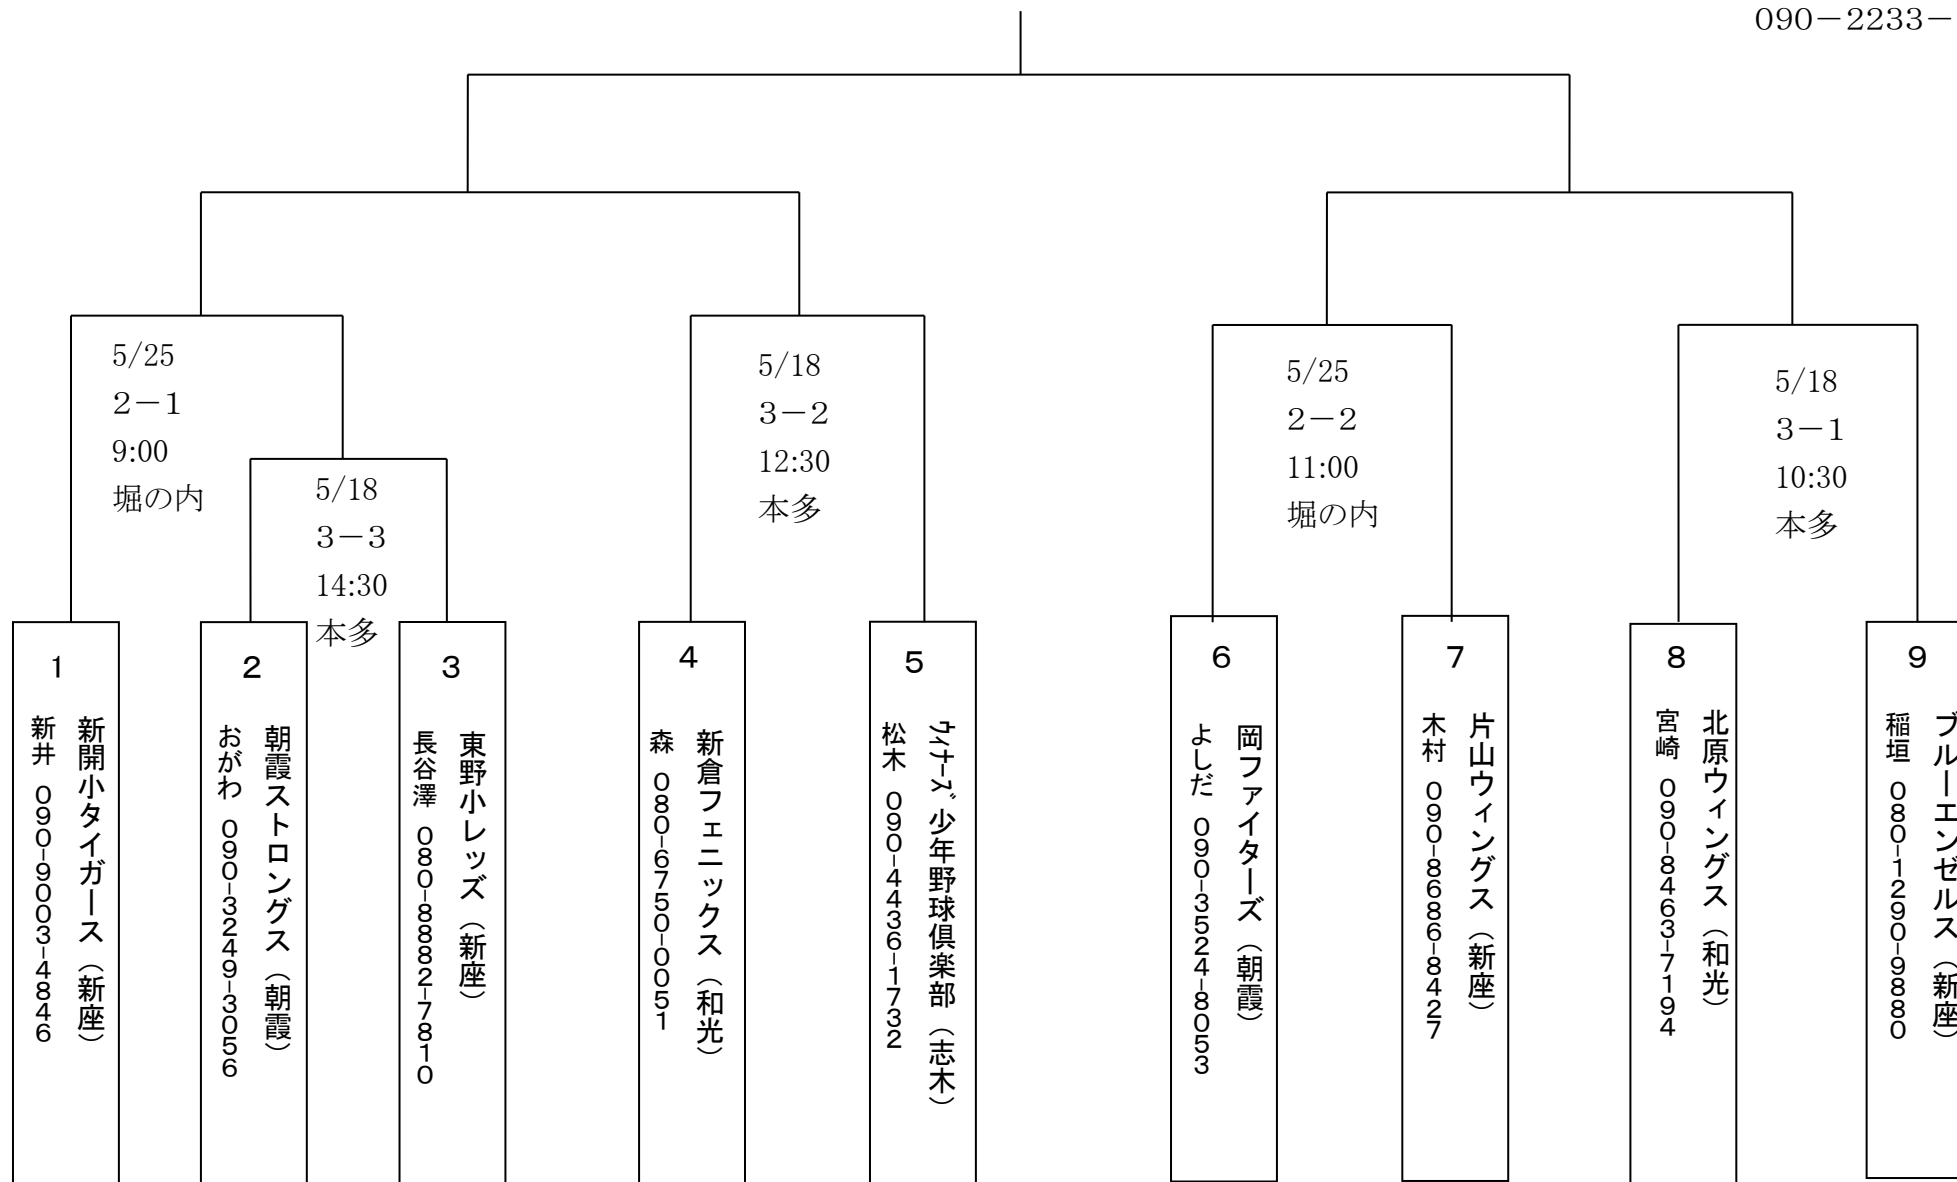 090－2233－
5/25
２－１
9:00
堀の内
5/18
３－３
14:30
本多
5/18
３－２
12:30
本多
5/25
２－２
11:00
堀の内
5/18
３－１
10:30
本多
1
新開小タイガース（新座）
新井　090-9003-4846
2
朝霞ストロングス（朝霞）
おがわ　090-3249-3056
3
東野小レッズ（新座）
長谷澤　080-8882-7810
4
新倉フェニックス（和光）
森　080-6750-0051
5
ｳｨﾅｰｽﾞ少年野球倶楽部（志木）
松木　090-4436-1732
6
岡ファイターズ（朝霞）
よしだ　090-3524-8053
7
片山ウィングス（新座）
木村　090-8686-8427
8
北原ウィングス（和光）
宮崎　090-8463-7194
9
ブルーエンゼルス（新座）
稲垣　080-1290-9880